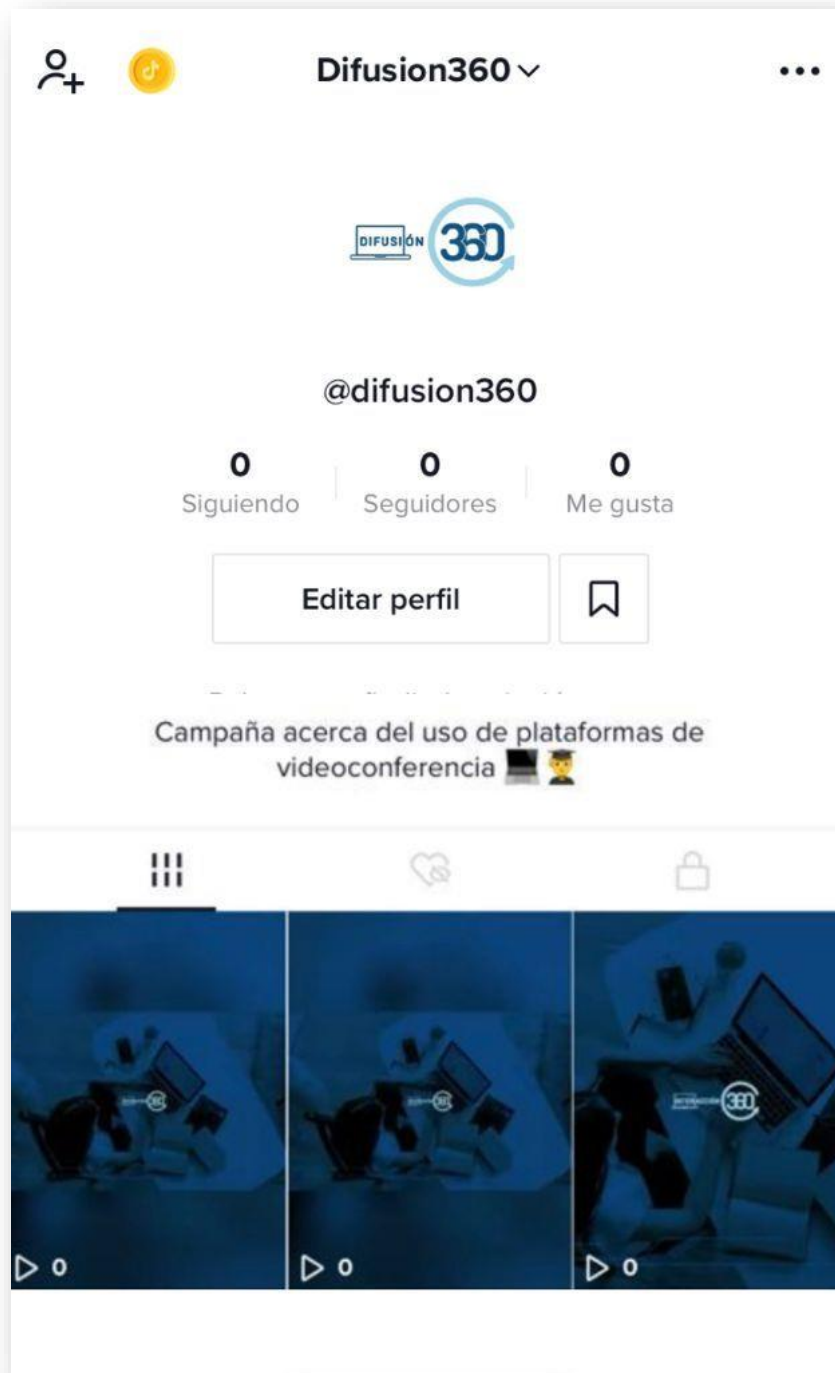 Difusion360
DIFUSIÓN 360
@difusion360
0 0 0
Siguiendo Seguidores Me gusta
Editar perfil
Campaña acerca del uso de plataformas de
videoconferencia 💻👨‍🎓
360
0 0 0